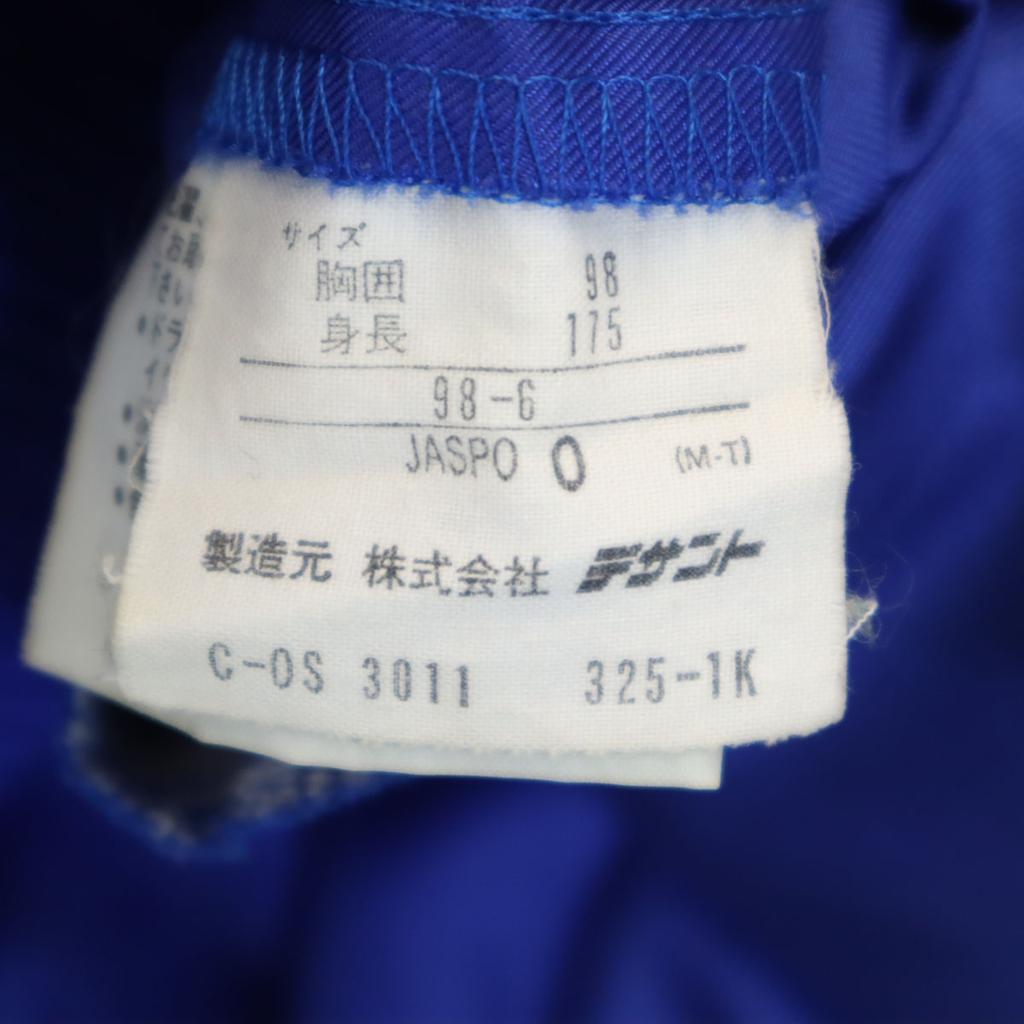 サイズ
胸囲 98
身長 175
98-6
JASPO O (M-T)
製造元 株式会社 デサント
C-OS 3011 325-1K